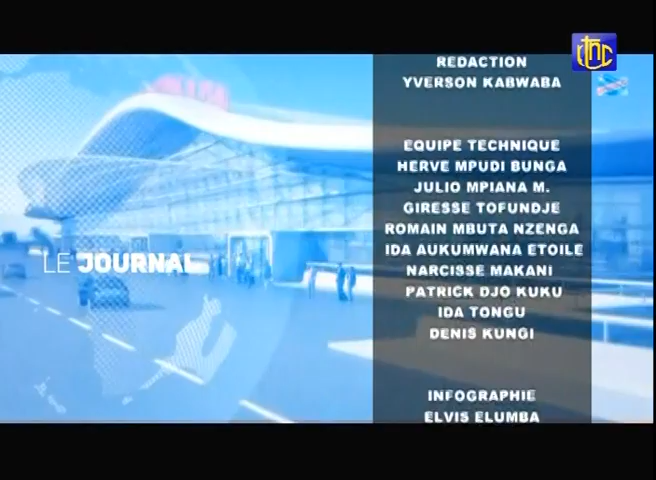 rtnc
REDACTION
YVERSON KABWABA
EQUIPE TECHNIQUE
HERVE MPUDI BUNGA
JULIO MPIANA M.
GIRESSE TOFUNDJE
ROMAIN MBUTA NZENGA
IDA AUKUMWANA ETOILE
NARCISSE MAKANI
PATRICK DJO KUKU
IDA TONGU
DENIS KUNGI
INFOGRAPHIE
ELVIS ELUMBA
LE JOURNAL